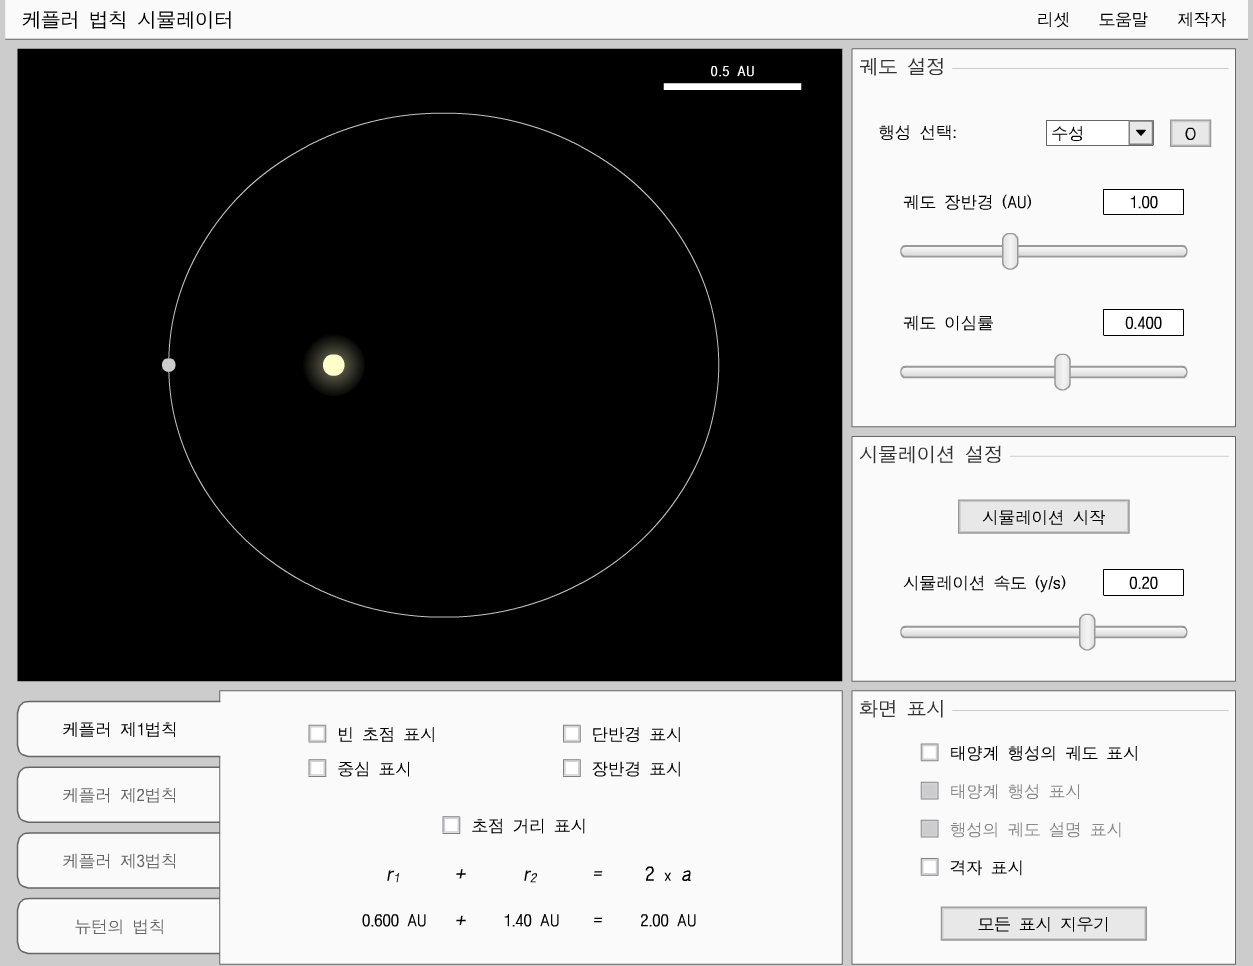 케플러 법칙 시뮬레이터
리셋 도움말 제작자
0.5 AU
궤도 설정
행성 선택: 수성 O
궤도 장반경 (AU) 1.00
궤도 이심률 0.400
시뮬레이션 설정
시뮬레이션 시작
시뮬레이션 속도 (y/s) 0.20
케플러 제1법칙
케플러 제2법칙
케플러 제3법칙
뉴턴의 법칙
빈 초점 표시 단반경 표시
중심 표시 장반경 표시
초점 거리 표시
r1 + r2 = 2 x a
0.600 AU + 1.40 AU = 2.00 AU
화면 표시
태양계 행성의 궤도 표시
태양계 행성 표시
행성의 궤도 설명 표시
격자 표시
모든 표시 지우기